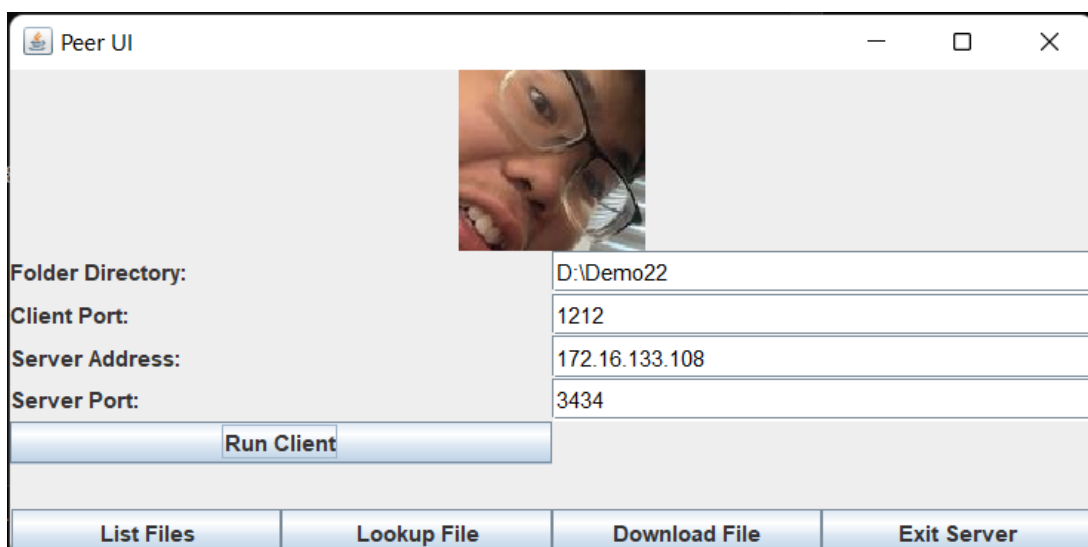 Peer UI
Folder Directory: D:\Demo22
Client Port: 1212
Server Address: 172.16.133.108
Server Port: 3434
Run Client
List Files Lookup File Download File Exit Server